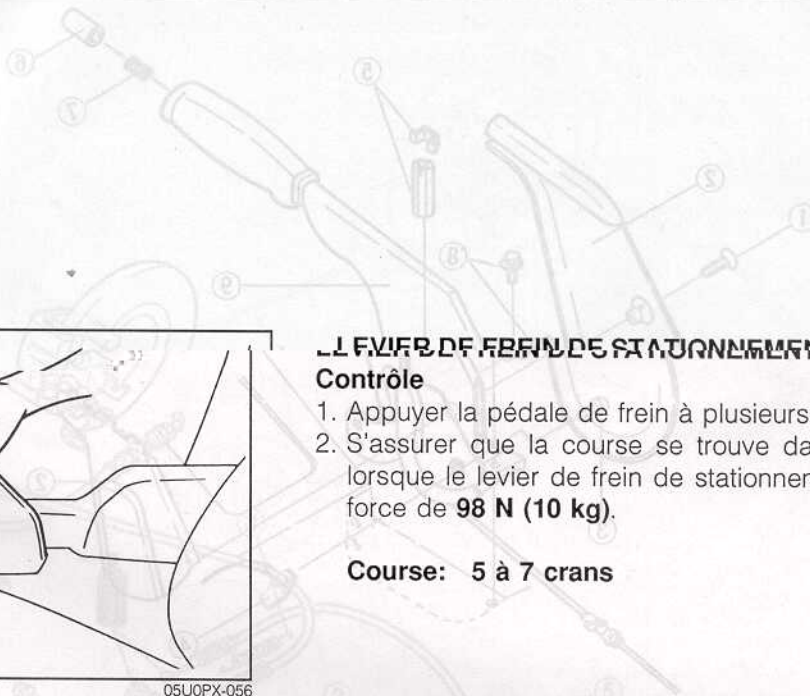 LEVIER DE FREIN DE STATIONNEMEN
Contrôle
1. Appuyer la pédale de frein à plusieurs
2. S'assurer que la course se trouve da
lorsque le levier de frein de stationner
force de 98 N (10 kg).
Course: 5 à 7 crans
05U0PX-056